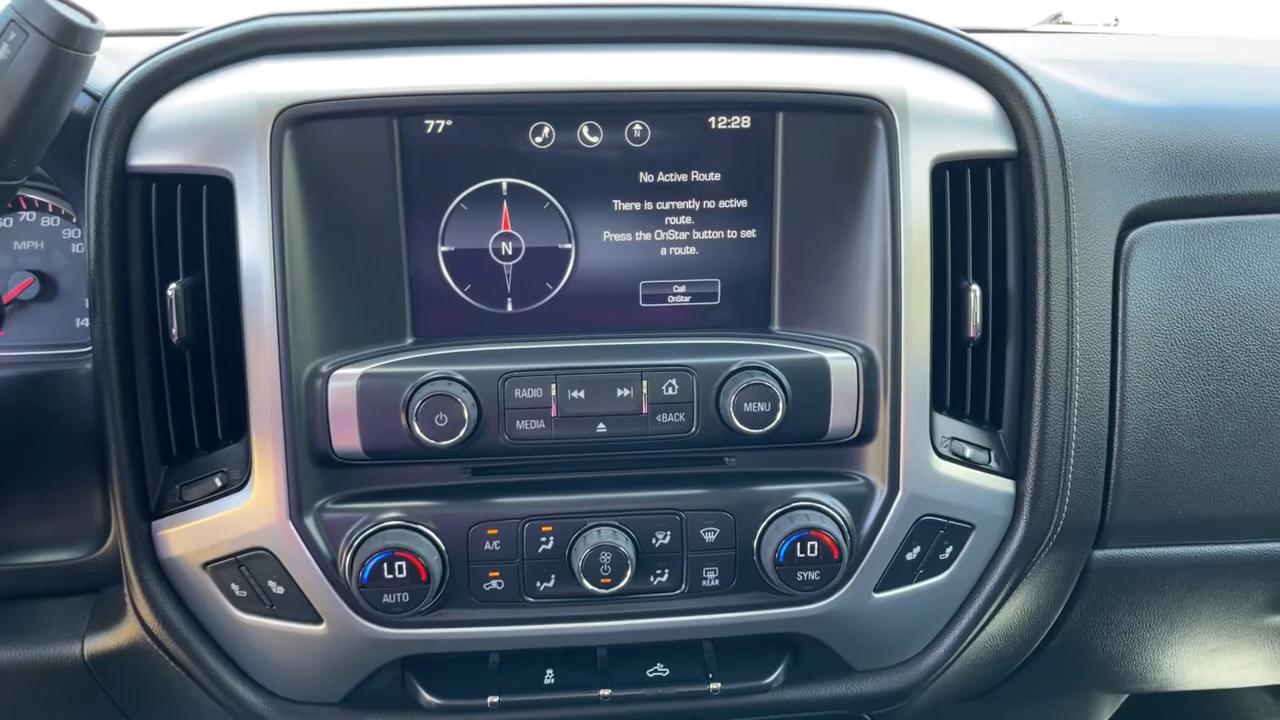 77°
N
12:28
No Active Route
There is currently no active
route.
Press the OnStar button to set
a route.
N
Call
OnStar
70
80
90
MPH
RADIO
MEDIA
BACK
MENU
A/C
LO
AUTO
REAR
LO
SYNC
OFF